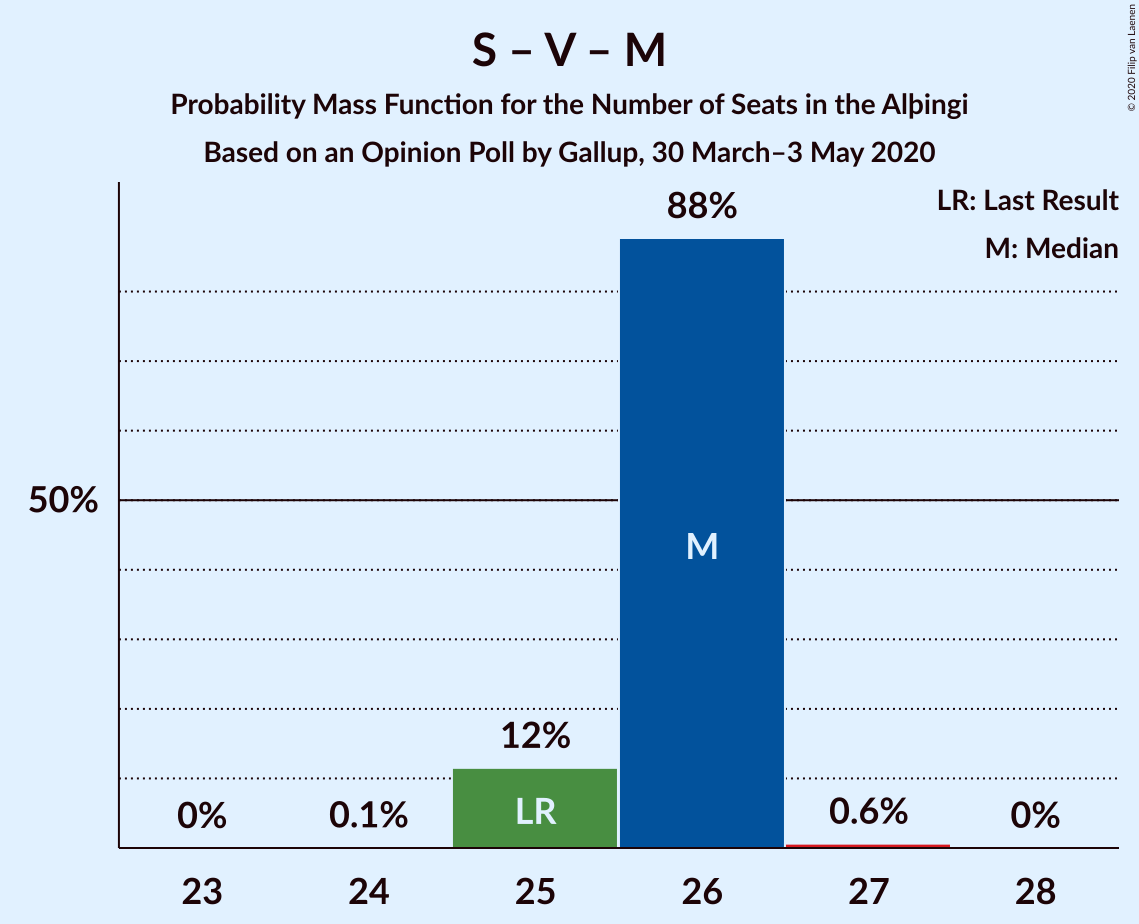 S – V – M
Probability Mass Function for the Number of Seats in the Alþingi
Based on an Opinion Poll by Gallup, 30 March–3 May 2020
© 2020 Filip van Laenen
LR: Last Result
M: Median
88%
50%
M
12%
LR
0%
0.1%
0.6%
0%
23 24 25 26 27 28